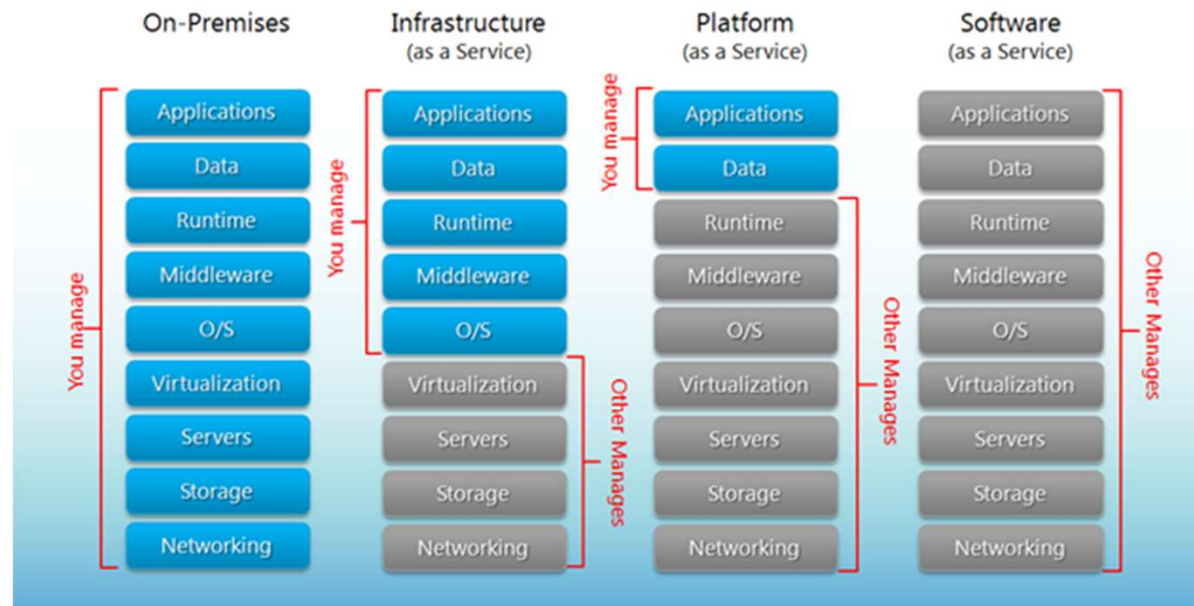 On-Premises
Infrastructure
(as a Service)
Platform
(as a Service)
Software
(as a Service)
You manage
Applications
Data
Runtime
Middleware
O/S
Virtualization
Servers
Storage
Networking
You manage
Applications
Data
Runtime
Middleware
O/S
Virtualization
Servers
Storage
Networking
Other Manages
You manage
Applications
Data
Runtime
Middleware
O/S
Virtualization
Servers
Storage
Networking
Other Manages
Applications
Data
Runtime
Middleware
O/S
Virtualization
Servers
Storage
Networking
Other Manages